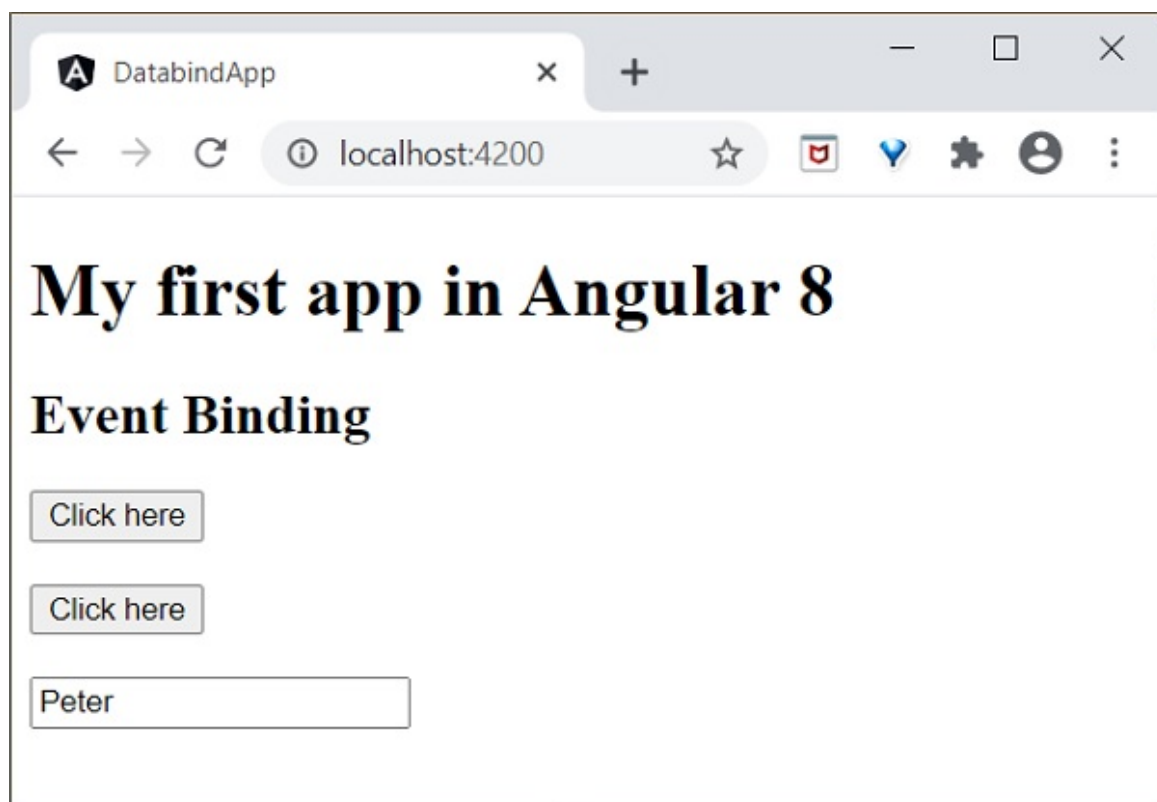 DatabindApp
localhost:4200
My first app in Angular 8
Event Binding
Click here
Click here
Peter